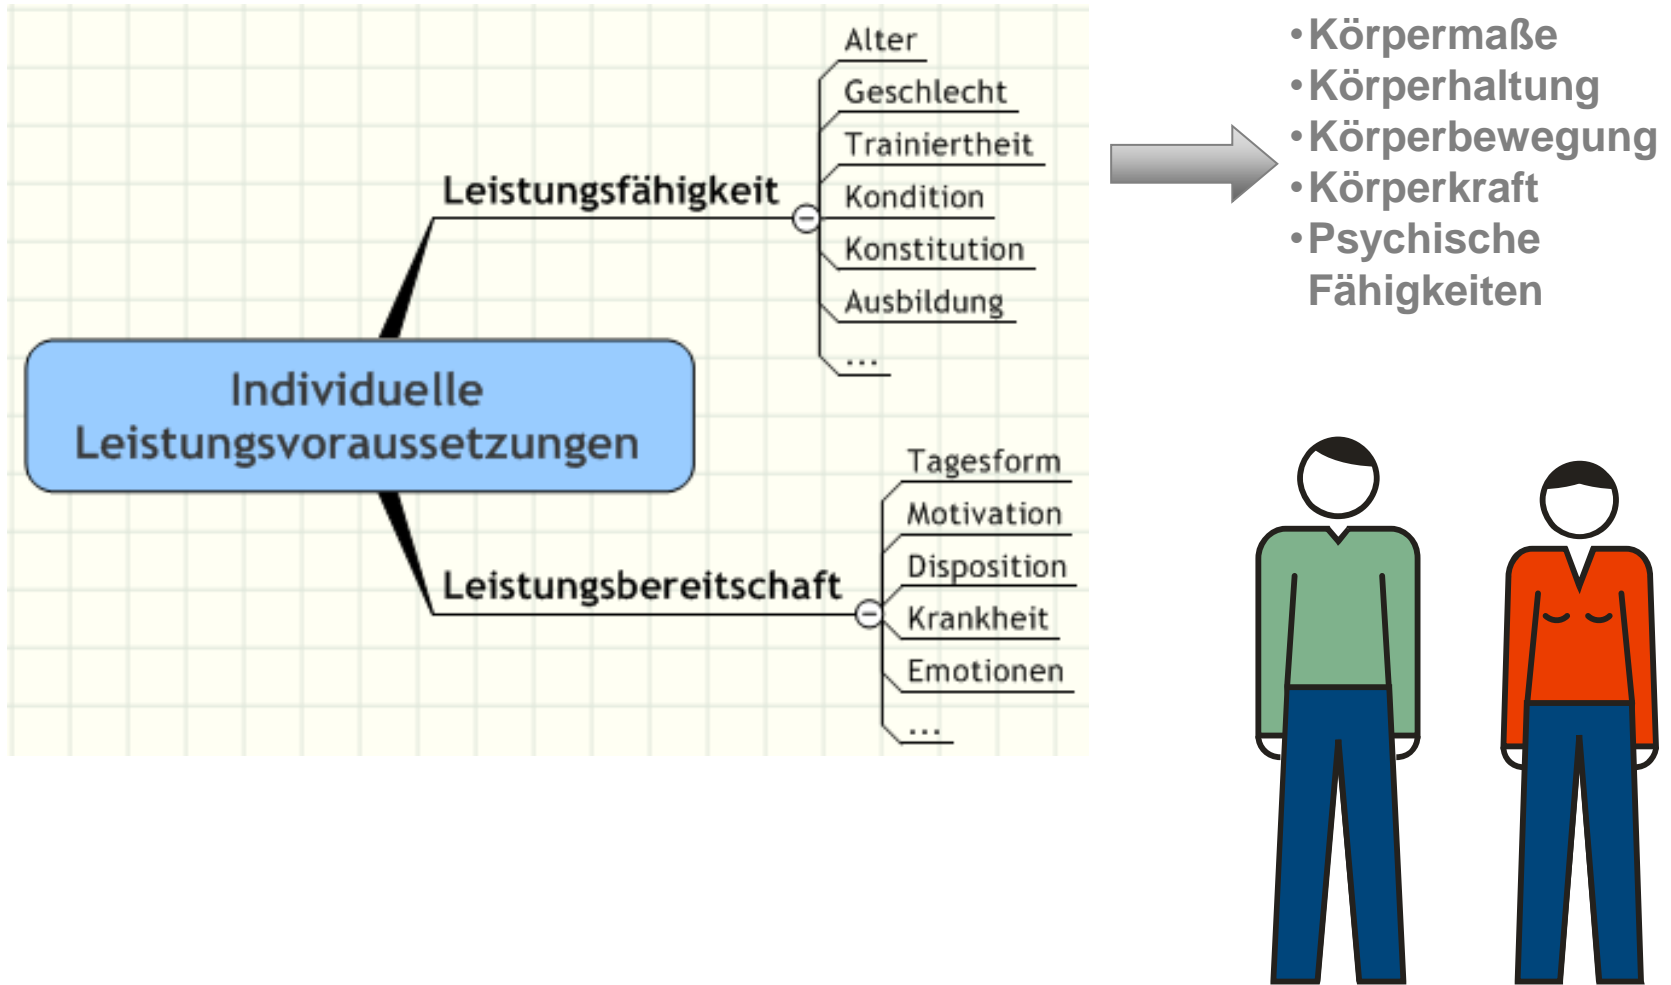 Individuelle
Leistungsvoraussetzungen
Leistungsfähigkeit
Alter
Geschlecht
Trainiertheit
Kondition
Konstitution
Ausbildung
...
Leistungsbereitschaft
Tagesform
Motivation
Disposition
Krankheit
Emotionen
...
•Körpermaße
•Körperhaltung
•Körperbewegung
•Körperkraft
•Psychische
Fähigkeiten